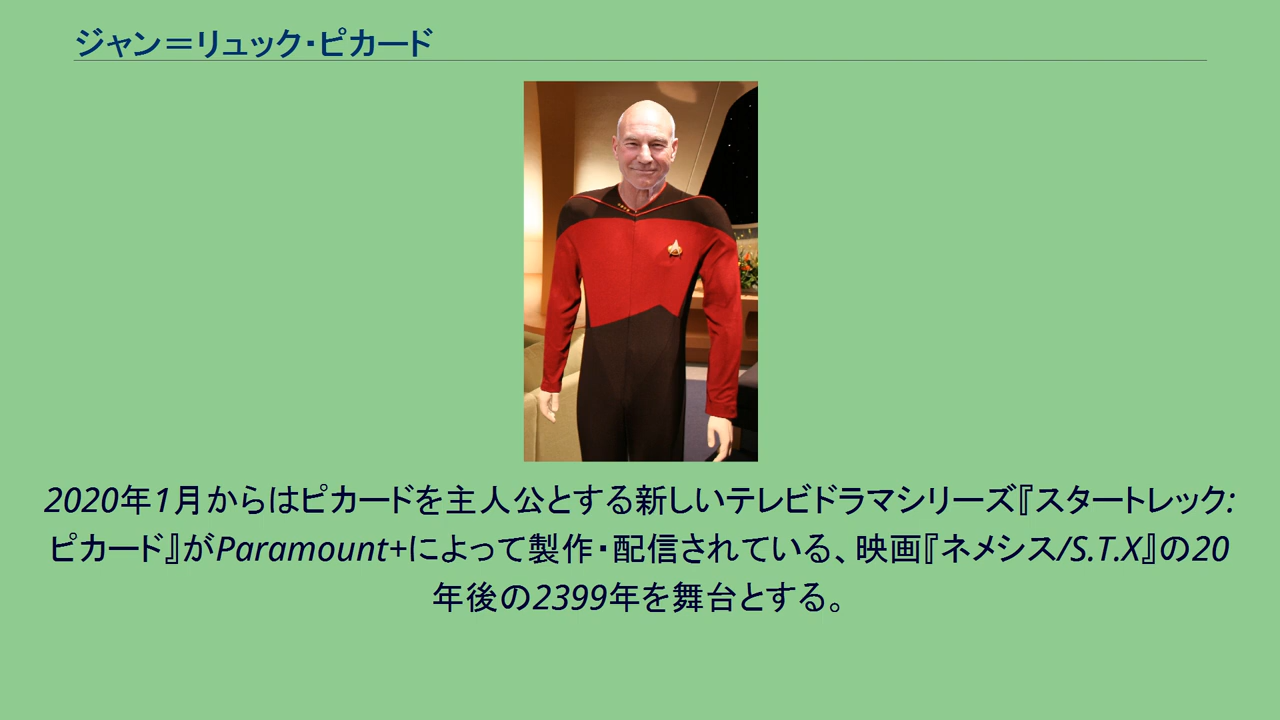 ジャン＝リュック・ピカード
2020年1月からはピカードを主人公とする新しいテレビドラマシリーズ『スタートレック:
ピカード』がParamount+によって製作・配信されている、映画『ネメシス/S.T.X』の20
年後の2399年を舞台とする。